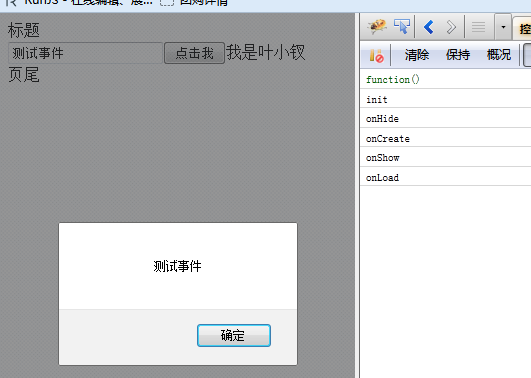 RunJS - 在线编辑、展... 团购详情
标题
测试事件 点击我 我是叶小钗
页尾
测试事件
确定
控
清除 保持 概况
function()
init
onHide
onCreate
onShow
onLoad